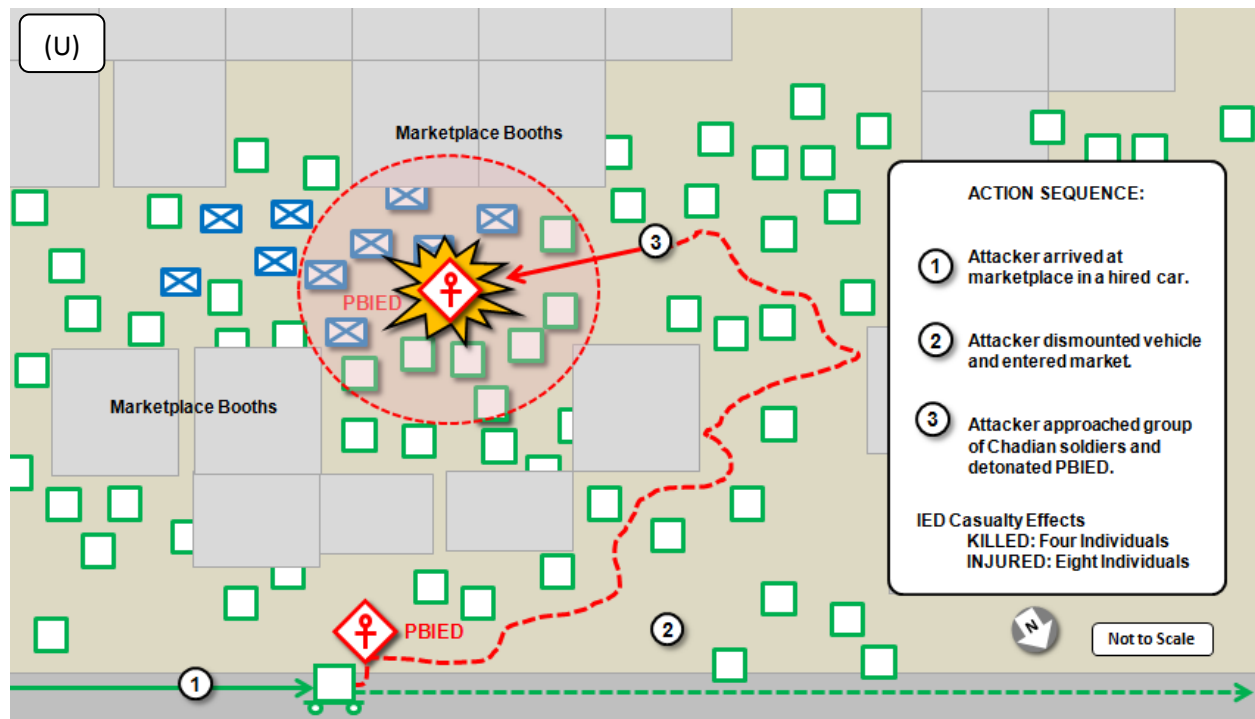 (U)
Marketplace Booths
3
PBIED
Marketplace Booths
PBIED
2
1
ACTION SEQUENCE:
1 Attacker arrived at
marketplace in a hired car.
2 Attacker dismounted vehicle
and entered market.
3 Attacker approached group
of Chadian soldiers and
detonated PBIED.
IED Casualty Effects
KILLED: Four Individuals
INJURED: Eight Individuals
N
Not to Scale